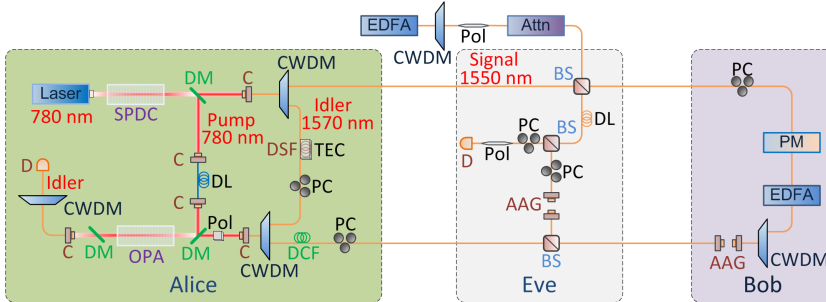 EDFA
CWDM
Pol
Attn
Laser
780 nm
SPDC
DM
C
CWDM
Pump
780 nm
Idler
1570 nm
Signal
1550 nm
BS
DL
PC
PM
EDFA
D
Pol
PC
BS
PC
AAG
C
DL
C
DSF
TEC
PC
D
Idler
CWDM
C
DM
OPA
DM
Pol
C
CWDM
DCF
PC
BS
AAG
CWDM
Alice
Eve
Bob